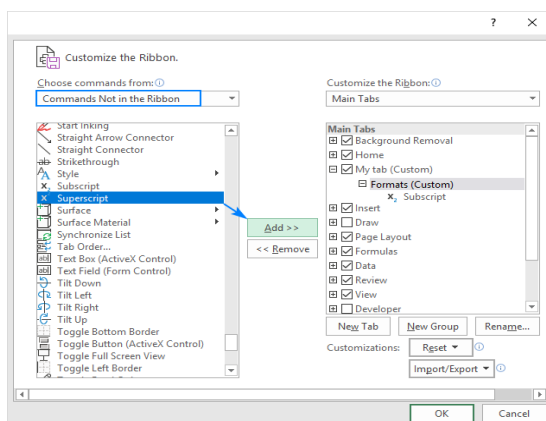 ?
Customize the Ribbon.
Choose commands from:
Commands Not in the Ribbon
Start Inking
Straight Arrow Connector
Straight Connector
Strikethrough
Style
Subscript
Superscript
Surface
Surface Material
Synchronize List
Tab Order...
Text Box (ActiveX Control)
Text Field (Form Control)
Tilt Down
Tilt Left
Tilt Right
Tilt Up
Toggle Bottom Border
Toggle Button (ActiveX Control)
Toggle Full Screen View
Toggle Left Border
Add >>
<< Remove
Customize the Ribbon:
Main Tabs
Main Tabs
Background Removal
Home
My tab (Custom)
Formats (Custom)
Subscript
Insert
Draw
Page Layout
Formulas
Data
Review
View
Developer
New Tab
New Group
Rename...
Customizations:
Reset
Import/Export
OK
Cancel